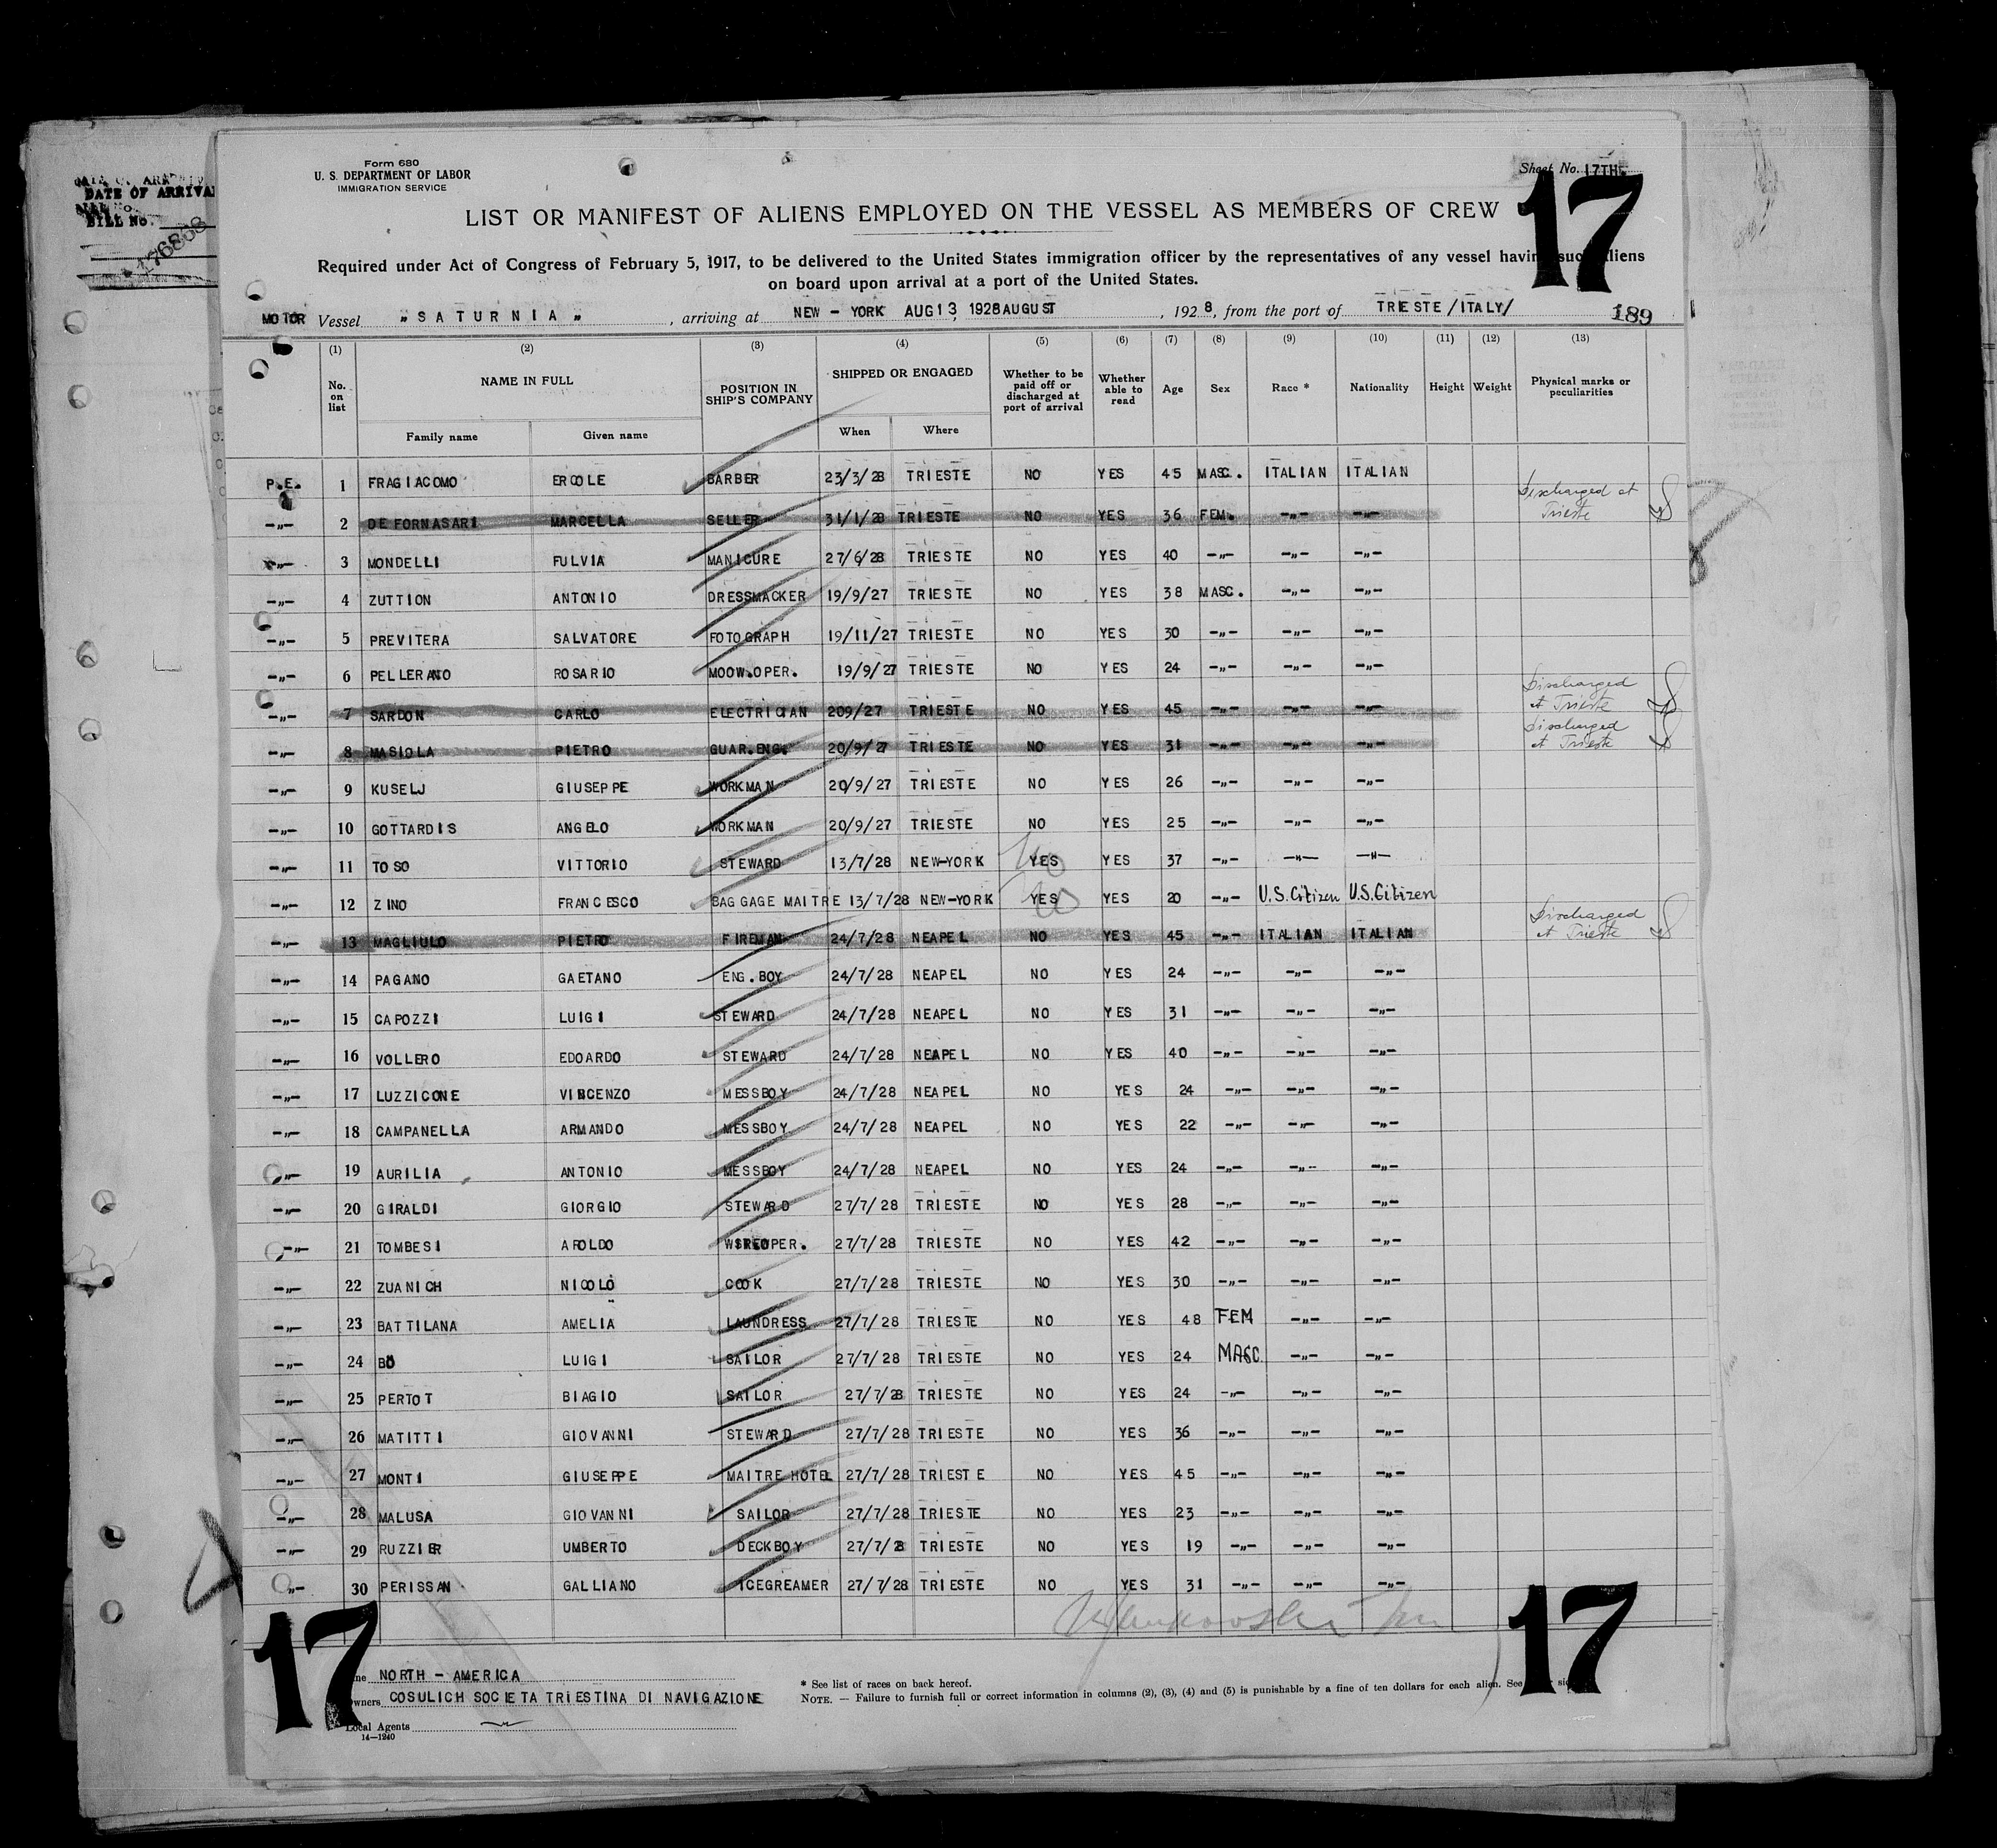 DATE OF ARRIVAL
BILL No.
176868
Form 680
U. S. DEPARTMENT OF LABOR
IMMIGRATION SERVICE
Sheet No. 17TH.
17
LIST OR MANIFEST OF ALIENS EMPLOYED ON THE VESSEL AS MEMBERS OF CREW
Required under Act of Congress of February 5, 1917, to be delivered to the United States immigration officer by the representatives of any vessel having such aliens
on board upon arrival at a port of the United States.
MOTOR Vessel „SATURNIA„ , arriving at NEW - YORK AUG 13, 1928 AUGUST , 1928, from the port of TRIESTE /ITALY/
189
(1) (2) (3) (4) (5) (6) (7) (8) (9) (10) (11) (12) (13)
No. on list NAME IN FULL POSITION IN SHIP'S COMPANY SHIPPED OR ENGAGED Whether to be paid off or discharged at port of arrival Whether able to read Age Sex Race * Nationality Height Weight Physical marks or peculiarities
Family name Given name When Where
P.E. 1 FRAGIACOMO ERCOLE BARBER 23/3/28 TRIESTE NO YES 45 MASC. ITALIAN ITALIAN
-„- 2 DE FORNASARI MARCELLA SELLER 31/1/28 TRIESTE NO YES 36 FEM. -„- -„- Discharged at Trieste
-„- 3 MONDELLI FULVIA MANICURE 27/6/28 TRIESTE NO YES 40 -„- -„- -„-
-„- 4 ZUTTION ANTONIO DRESSMACKER 19/9/27 TRIESTE NO YES 38 MASC. -„- -„-
-„- 5 PREVITERA SALVATORE FOTOGRAPH 19/11/27 TRIESTE NO YES 30 -„- -„- -„-
-„- 6 PELLERANO ROSARIO MOOW.OPER. 19/9/27 TRIESTE NO YES 24 -„- -„- -„-
-„- 7 SARDON CARLO ELECTRICIAN 209/27 TRIESTE NO YES 45 -„- -„- -„- Discharged at Trieste
-„- 8 MASIOLA PIETRO GUAR.ENG. 20/9/27 TRIESTE NO YES 31 -„- -„- -„- Discharged at Trieste
-„- 9 KUSELJ GIUSEPPE WORKMAN 20/9/27 TRIESTE NO YES 26 -„- -„- -„-
-„- 10 GOTTARDIS ANGELO WORKMAN 20/9/27 TRIESTE NO YES 25 -„- -„- -„-
-„- 11 TOSO VITTORIO STEWARD 13/7/28 NEW-YORK YES No YES 37 -„- -„- -„-
-„- 12 ZINO FRANCESCO BAGGAGE MAITRE 13/7/28 NEW-YORK YES No YES 20 -„- U.S. Citizen U.S. Citizen
-„- 13 MAGLIULO PIETRO FIREMAN 24/7/28 NEAPEL NO YES 45 -„- ITALIAN ITALIAN Discharged at Trieste
-„- 14 PAGANO GAETANO ENG. BOY 24/7/28 NEAPEL NO YES 24 -„- -„- -„-
-„- 15 CAPOZZI LUIGI STEWARD 24/7/28 NEAPEL NO YES 31 -„- -„- -„-
-„- 16 VOLLERO EDOARDO STEWARD 24/7/28 NEAPEL NO YES 40 -„- -„- -„-
-„- 17 LUZZICONE VINCENZO MESSBOY 24/7/28 NEAPEL NO YES 24 -„- -„- -„-
-„- 18 CAMPANELLA ARMANDO MESSBOY 24/7/28 NEAPEL NO YES 22 -„- -„- -„-
-„- 19 AURILIA ANTONIO MESSBOY 24/7/28 NEAPEL NO YES 24 -„- -„- -„-
-„- 20 GIRALDI GIORGIO STEWARD 27/7/28 TRIESTE NO YES 28 -„- -„- -„-
-„- 21 TOMBESI AROLDO 27/7/28 TRIESTE NO YES 42 -„- -„- -„-
-„- 22 ZUANICH NICOLÒ COOK 27/7/28 TRIESTE NO YES 30 -„- -„- -„-
-„- 23 BATTILANA AMELIA LAUNDRESS 27/7/28 TRIESTE NO YES 48 FEM -„- -„-
-„- 24 BÖ LUIGI SAILOR 27/7/28 TRIESTE NO YES 24 MASC. -„- -„-
-„- 25 PERTOT BIAGIO SAILOR 27/7/28 TRIESTE NO YES 24 -„- -„- -„-
-„- 26 MATITTI GIOVANNI STEWARD 27/7/28 TRIESTE NO YES 36 -„- -„- -„-
-„- 27 MONTI GIUSEPPE MAITRE HOTEL 27/7/28 TRIESTE NO YES 45 -„- -„- -„-
-„- 28 MALUSA GIOVANNI SAILOR 27/7/28 TRIESTE NO YES 23 -„- -„- -„-
-„- 29 RUZZIER UMBERTO DECKBOY 27/7/28 TRIESTE NO YES 19 -„- -„- -„-
-„- 30 PERISSAN GALLIANO ICEGREAMER 27/7/28 TRIESTE NO YES 31 -„- -„- -„-
17
17
NORTH - AMERICA
Owners COSULICH SOCIETA TRIESTINA DI NAVIGAZIONE
Local Agents
14—1240
* See list of races on back hereof.
NOTE. — Failure to furnish full or correct information in columns (2), (3), (4) and (5) is punishable by a fine of ten dollars for each alien. See